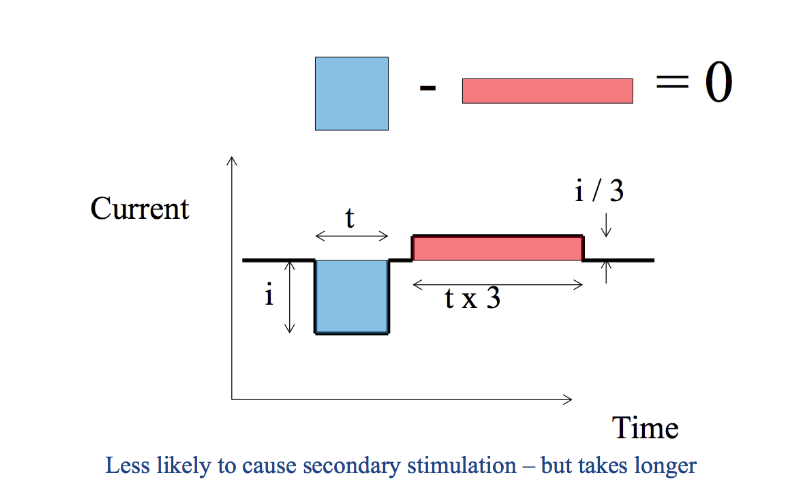 - = 0
i / 3
Current
t
i
t x 3
Time
Less likely to cause secondary stimulation – but takes longer